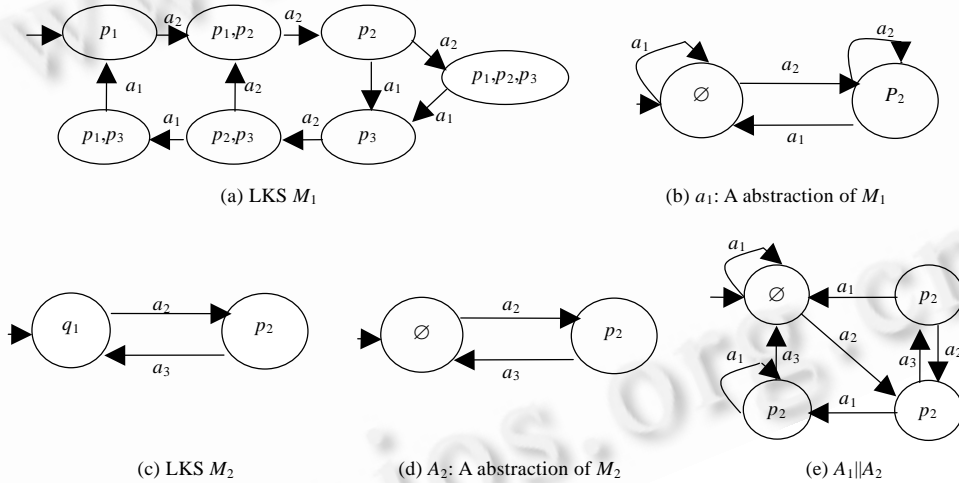 p1
a2
p1,p2
a2
p2
a2
p1,p2,p3
a1
a1
p3
a2
p2,p3
a2
a1
p1,p3
a1
(a) LKS M1
a1
∅
a2
a2
P2
a1
(b) a1: A abstraction of M1
q1
a2
p2
a3
(c) LKS M2
∅
a2
p2
a3
(d) A2: A abstraction of M2
a1
∅
a1
p2
a2
a2
a3
a3
a1
p2
a1
p2
(e) A1||A2